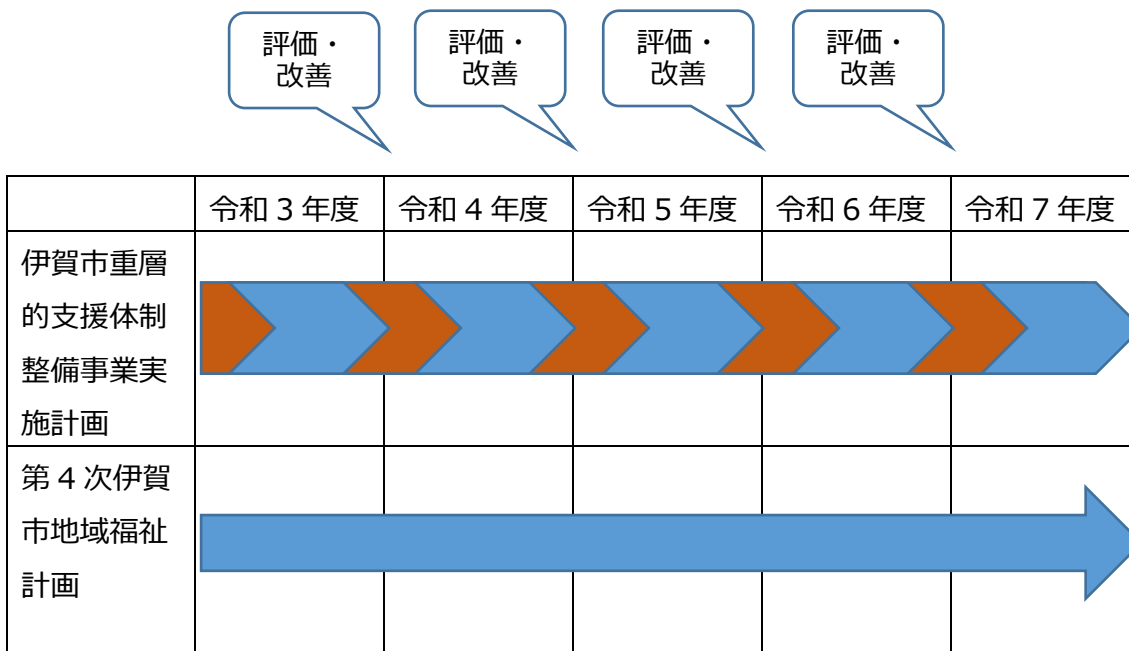 評価・
改善
評価・
改善
評価・
改善
評価・
改善
令和3年度
令和4年度
令和5年度
令和6年度
令和7年度
伊賀市重層
的支援体制
整備事業実
施計画
第4次伊賀
市地域福祉
計画